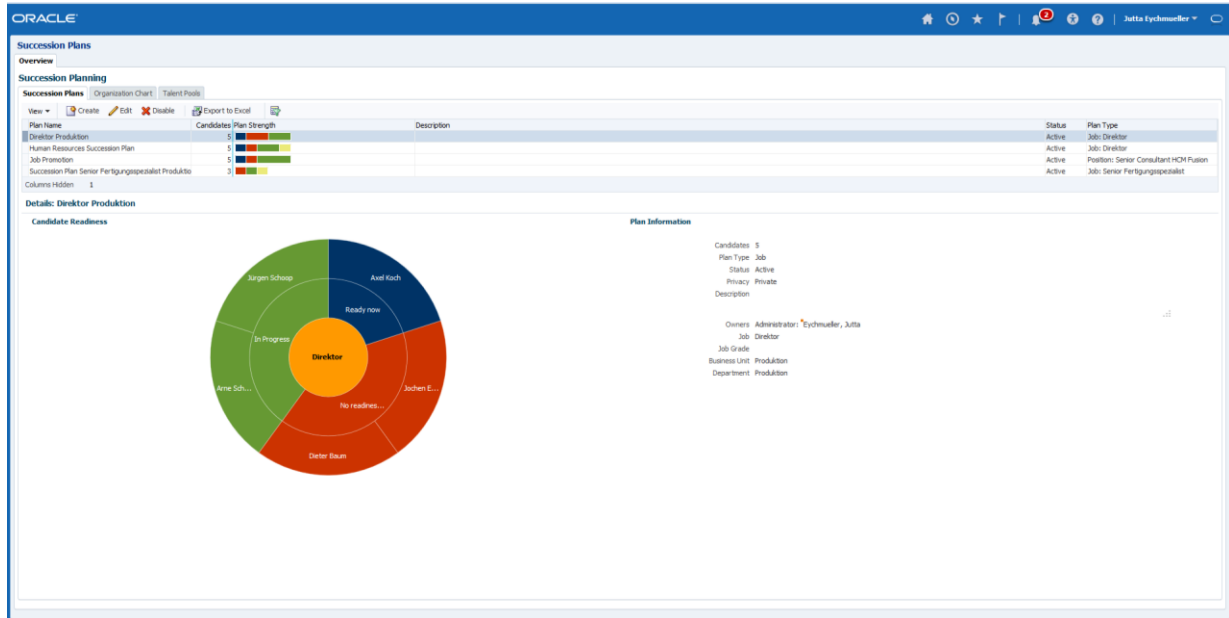 ORACLE
2
Jutta Eychmueller
Succession Plans
Overview
Succession Planning
Succession Plans Organization Chart Talent Pools
View Create Edit Disable Export to Excel
Plan Name Candidates Plan Strength Description Status Plan Type
Direktor Produktion 5 Active Job: Direktor
Human Resources Succession Plan 5 Active Job: Direktor
Job Promotion 5 Active Position: Senior Consultant HCM Fusion
Succession Plan Senior Fertigungsspezialist Produktio 3 Active Job: Senior Fertigungsspezialist
Columns Hidden 1
Details: Direktor Produktion
Candidate Readiness
Jürgen Schoop
Axel Koch
Ready now
In Progress
Direktor
Arne Sch...
Jochen E...
No readines...
Dieter Baum
Plan Information
Candidates 5
Plan Type Job
Status Active
Privacy Private
Description
Owners Administrator: *Eychmueller, Jutta
Job Direktor
Job Grade
Business Unit Produktion
Department Produktion